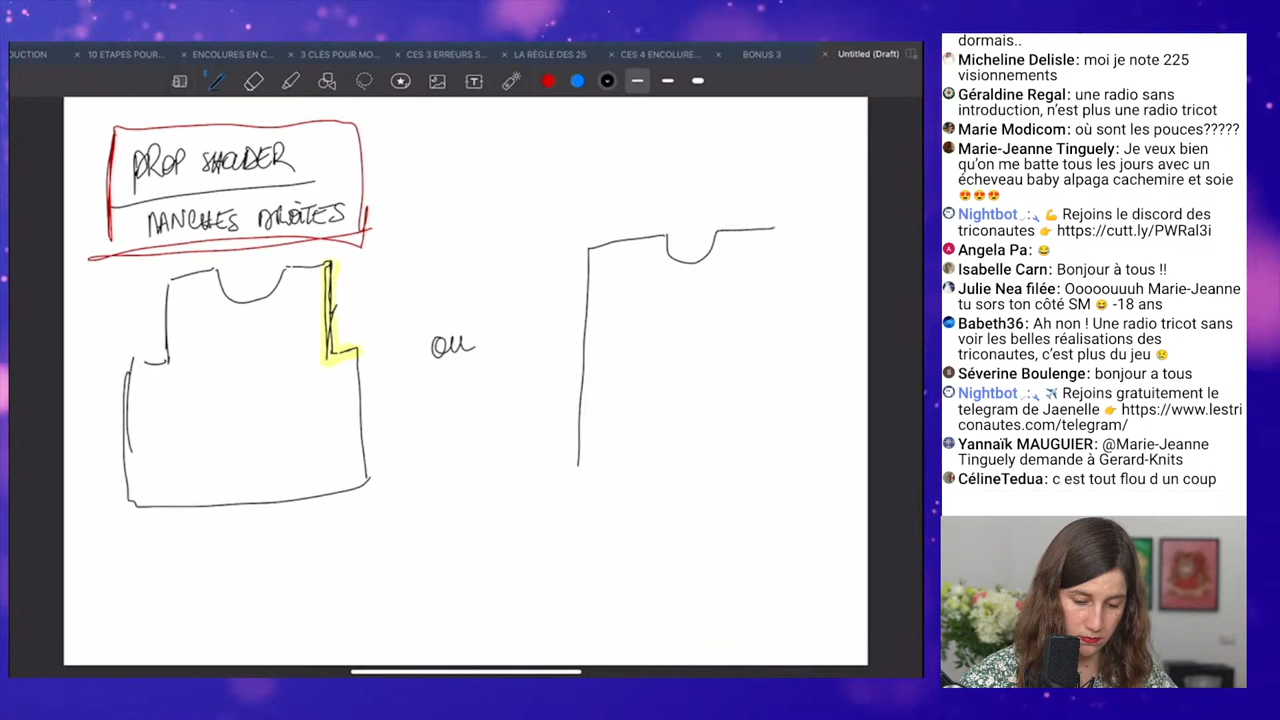 DUCTION
10 ETAPES POUR...
ENCOLURES EN C...
3 CLÉS POUR MO...
CES 3 ERREURS S...
LA RÈGLE DES 25
CES 4 ENCOLURE...
BONUS 3
Untitled (Draft)
DROP SHOUDER
MANCHES DROITES
ou
dormais..
Micheline Delisle: moi je note 225
visionnements
Géraldine Regal: une radio sans
introduction, n'est plus une radio tricot
Marie Modicom: où sont les pouces?????
Marie-Jeanne Tinguely: Je veux bien
qu'on me batte tous les jours avec un
écheveau baby alpaga cachemire et soie
😍😍😍
Nightbot: 💪 Rejoins le discord des
triconautes 👉 https://cutt.ly/PWRal3i
Angela Pa: 😂
Isabelle Carn: Bonjour à tous !!
Julie Nea filée: Ooooouuh Marie-Jeanne
tu sors ton côté SM 😄 -18 ans
Babeth36: Ah non ! Une radio tricot sans
voir les belles réalisations des
triconautes, c'est plus du jeu 😢
Séverine Boulenge: bonjour a tous
Nightbot: ✈️ Rejoins gratuitement le
telegram de Jaenelle 👉 https://www.lestri
conautes.com/telegram/
Yannaïk MAUGUIER: @Marie-Jeanne
Tinguely demande à Gerard-Knits
CélineTedua: c est tout flou d un coup